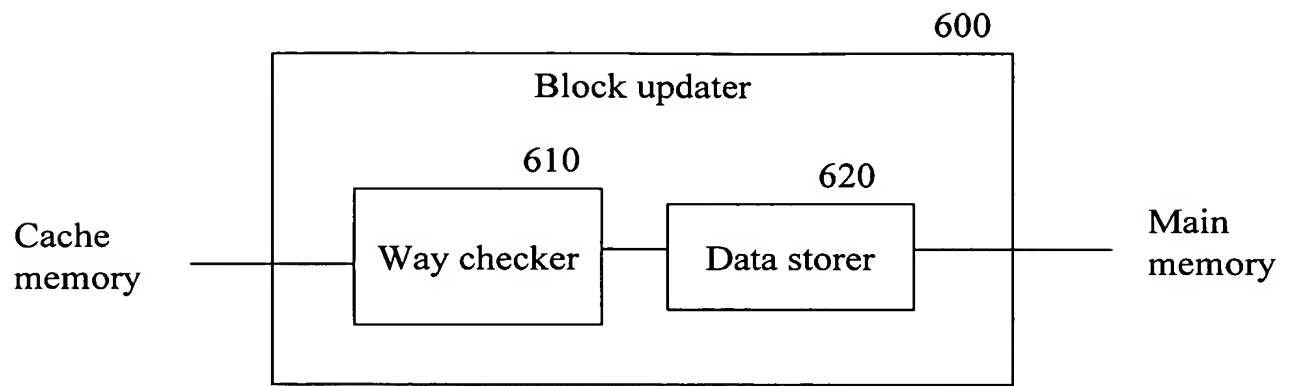 600
Block updater
610
620
Cache
memory
Way checker
Data storer
Main
memory